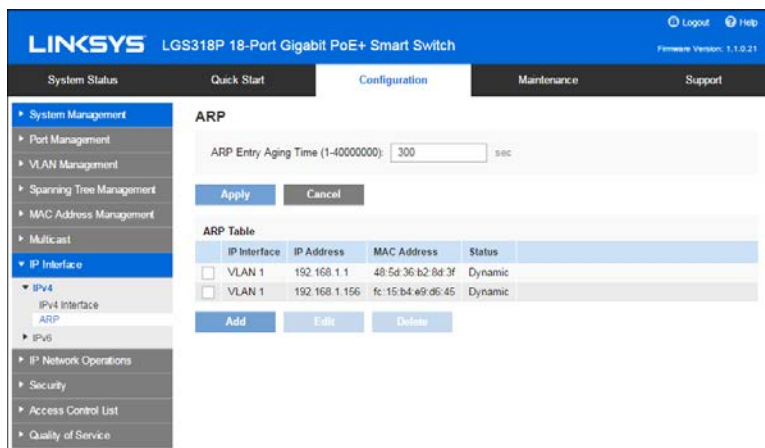 Logout Help
LINKSYS LGS318P 18-Port Gigabit PoE+ Smart Switch
Firmware Version: 1.1.0.21
System Status Quick Start Configuration Maintenance Support
System Management
Port Management
VLAN Management
Spanning Tree Management
MAC Address Management
Multicast
IP Interface
IPv4
IPv4 Interface
ARP
IPv6
IP Network Operations
Security
Access Control List
Quality of Service
ARP
ARP Entry Aging Time (1-40000000): 300 sec
Apply Cancel
ARP Table
IP Interface IP Address MAC Address Status
VLAN 1 192.168.1.1 48:5d:36:b2:8d:3f Dynamic
VLAN 1 192.168.1.156 fc:15:b4:e9:d6:45 Dynamic
Add Edit Delete